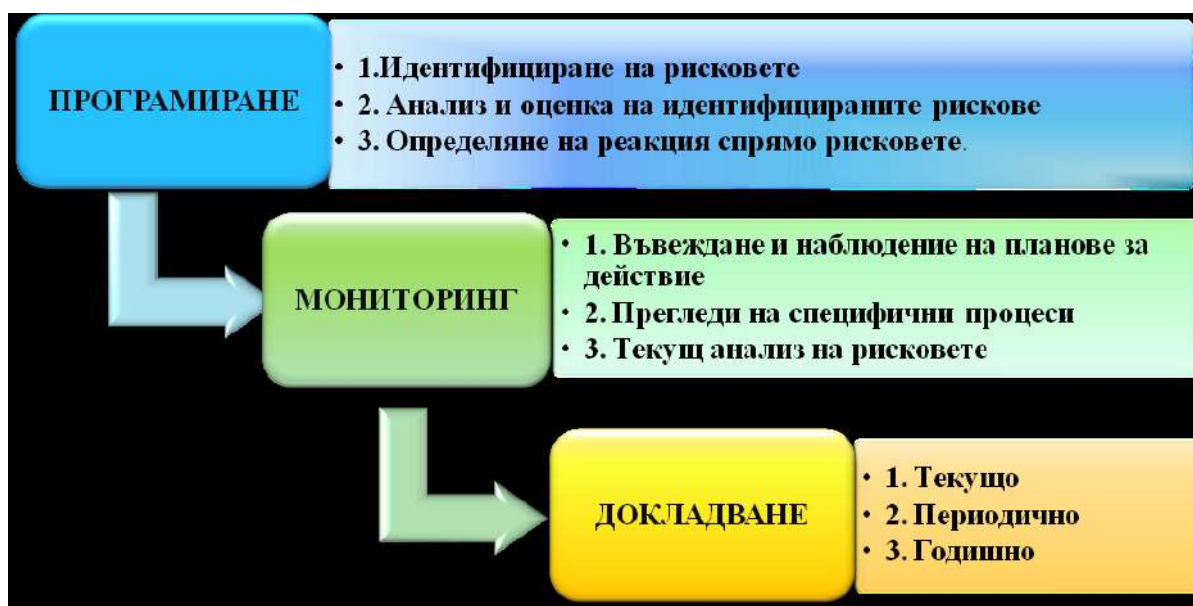 ПРОГРАМИРАНЕ
• 1.Идентифициране на рисковете
• 2. Анализ и оценка на идентифицираните рискове
• 3. Определяне на реакция спрямо рисковете.
МОНИТОРИНГ
• 1. Въвеждане и наблюдение на планове за
действие
• 2. Прегледи на специфични процеси
• 3. Текущ анализ на рисковете
ДОКЛАДВАНЕ
• 1. Текущо
• 2. Периодично
• 3. Годишно